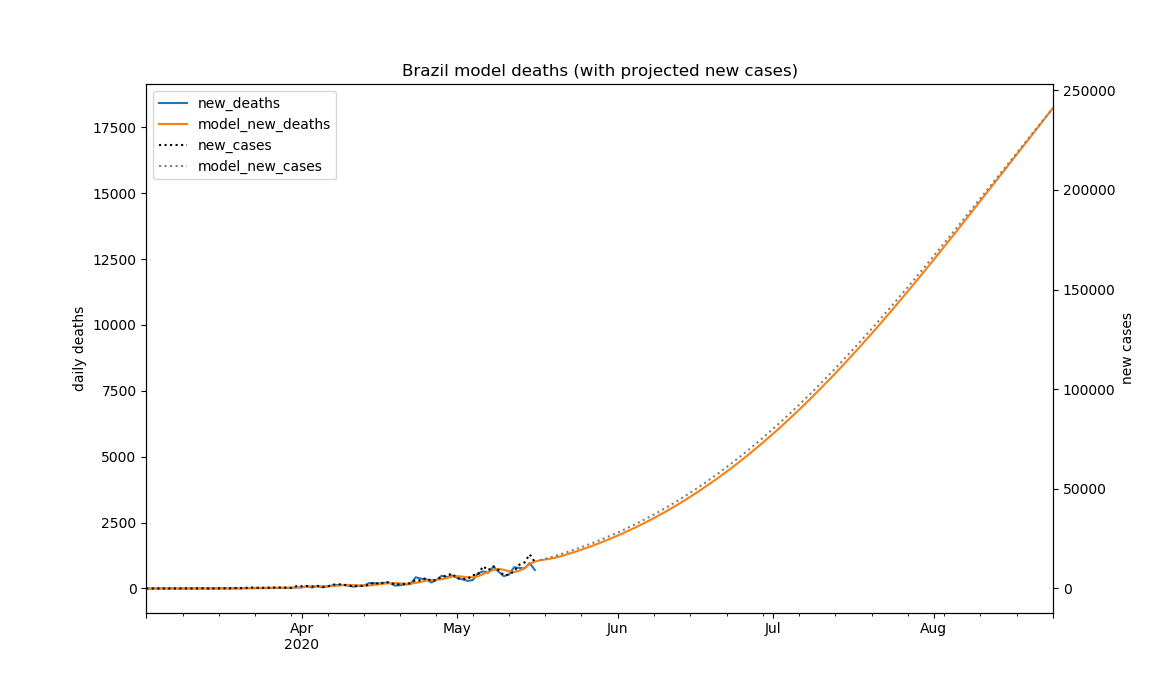 Brazil model deaths (with projected new cases)
new_deaths
model_new_deaths
new_cases
model_new_cases
17500
15000
12500
10000
7500
5000
2500
0
daily deaths
250000
200000
150000
100000
50000
0
new cases
Apr
2020
May
Jun
Jul
Aug